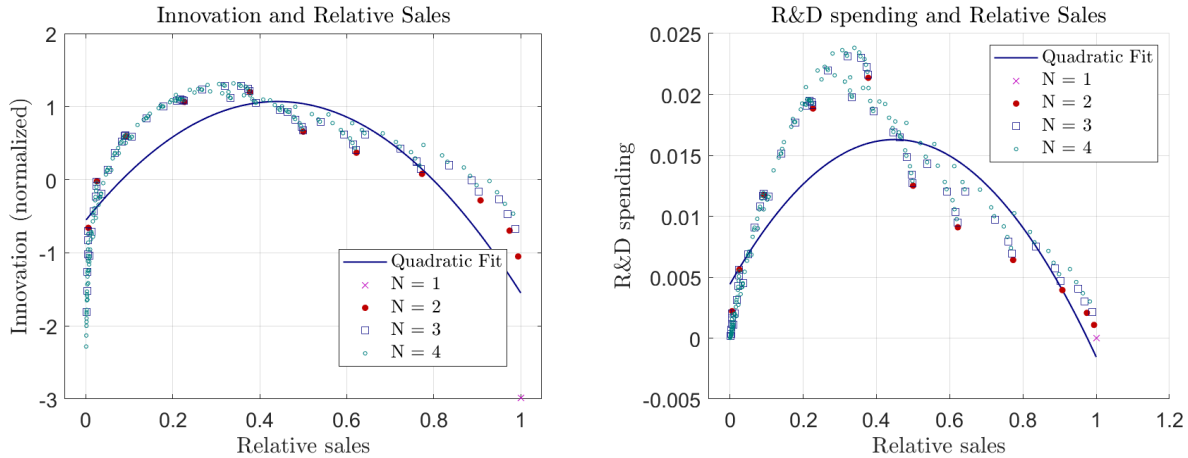 Innovation and Relative Sales
Innovation (normalized)
2
1
0
-1
-2
-3
0
0.2
0.4
0.6
0.8
1
Relative sales
Quadratic Fit
N = 1
N = 2
N = 3
N = 4
R&D spending and Relative Sales
R&D spending
0.025
0.02
0.015
0.01
0.005
0
-0.005
0
0.2
0.4
0.6
0.8
1
1.2
Relative sales
Quadratic Fit
N = 1
N = 2
N = 3
N = 4